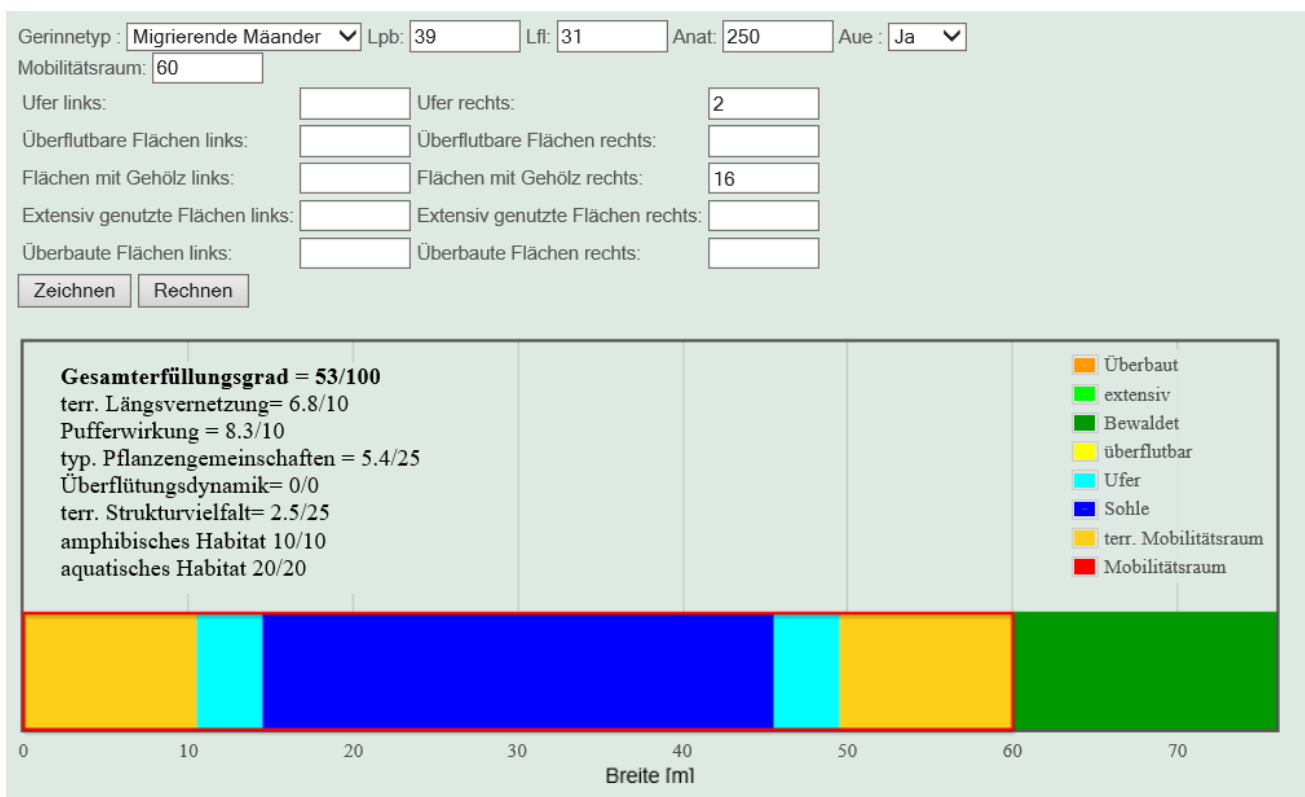 Gerinnetyp : Migrierende Mäander Lpb: 39 Lfl: 31 Anat: 250 Aue : Ja
Mobilitätsraum: 60
Ufer links: Ufer rechts: 2
Überflutbare Flächen links: Überflutbare Flächen rechts:
Flächen mit Gehölz links: Flächen mit Gehölz rechts: 16
Extensiv genutzte Flächen links: Extensiv genutzte Flächen rechts:
Überbaute Flächen links: Überbaute Flächen rechts:
Zeichnen Rechnen
Gesamterfüllungsgrad = 53/100
terr. Längsvernetzung= 6.8/10
Pufferwirkung = 8.3/10
typ. Pflanzengemeinschaften = 5.4/25
Überflütungsdynamik= 0/0
terr. Strukturvielfalt= 2.5/25
amphibisches Habitat 10/10
aquatisches Habitat 20/20
Überbaut
extensiv
Bewaldet
überflutbar
Ufer
Sohle
terr. Mobilitätsraum
Mobilitätsraum
0 10 20 30 40 50 60 70
Breite [m]